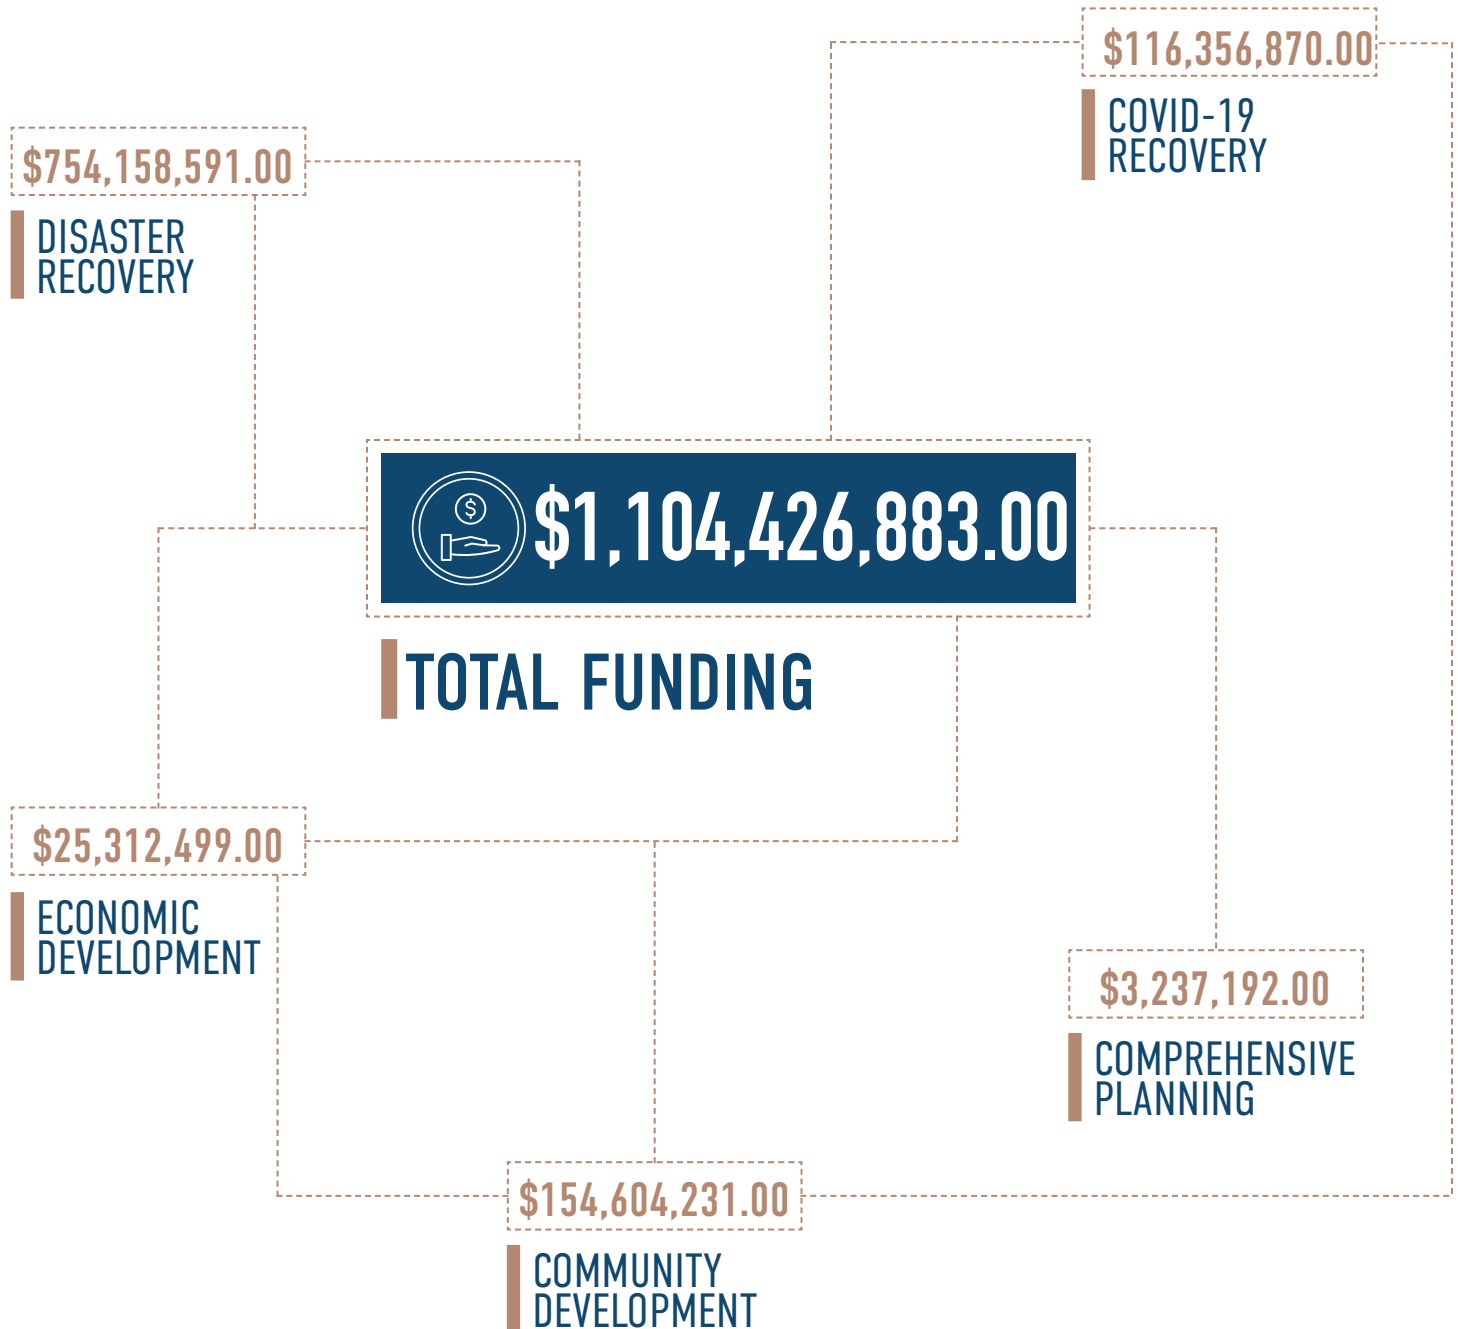 $116,356,870.00
COVID-19
RECOVERY
$754,158,591.00
DISASTER
RECOVERY
$1,104,426,883.00
TOTAL FUNDING
$25,312,499.00
ECONOMIC
DEVELOPMENT
$3,237,192.00
COMPREHENSIVE
PLANNING
$154,604,231.00
COMMUNITY
DEVELOPMENT